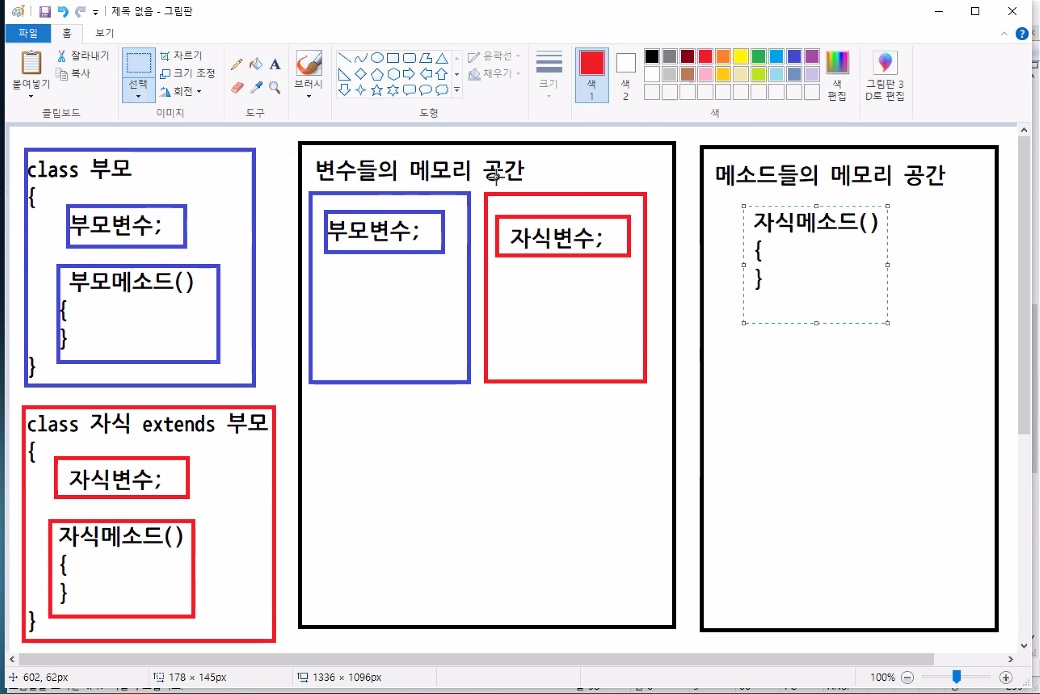 제목 없음 - 그림판
파일 홈 보기
붙여넣기
잘라내기
복사
클립보드
선택
자르기
크기 조정
회전
이미지
A
도구
브러시
도형
윤곽선
채우기
크기
색
1
색
2
색
편집
색
그림판 3
D로 편집
class 부모
{
부모변수;
부모메소드()
{
}
}
class 자식 extends 부모
{
자식변수;
자식메소드()
{
}
}
변수들의 메모리 공간
부모변수;
자식변수;
메소드들의 메모리 공간
자식메소드()
{
}
602, 62px
178 × 145px
1336 × 1096px
100%